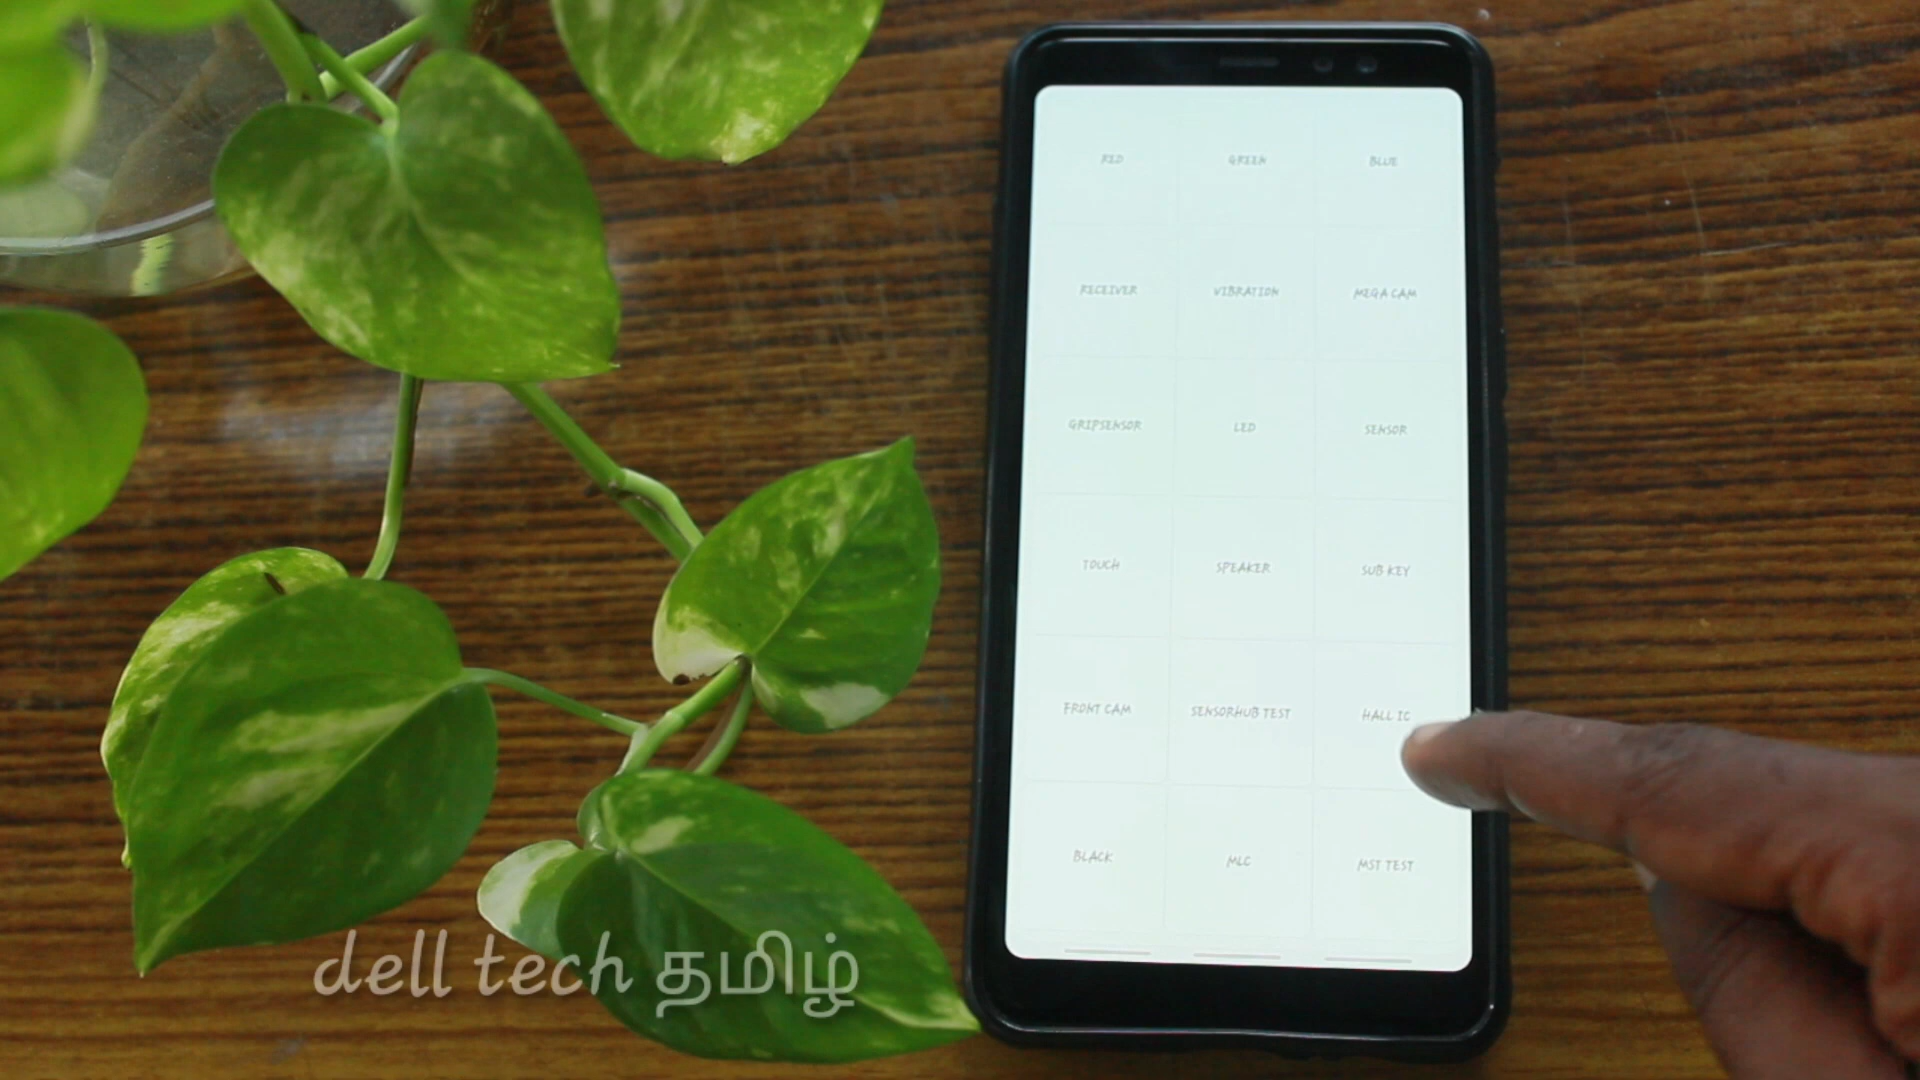 RED GREEN BLUE
RECEIVER VIBRATION MEGA CAM
GRIPSENSOR LED SENSOR
TOUCH SPEAKER SUB KEY
FRONT CAM SENSORHUB TEST HALL IC
BLACK MLC MST TEST
dell tech தமிழ்